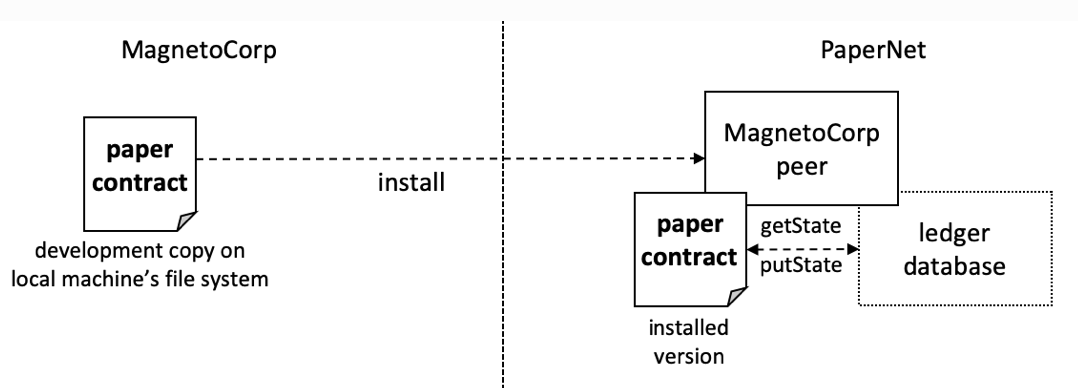 MagnetoCorp
PaperNet
paper
contract
development copy on
local machine's file system
install
MagnetoCorp
peer
paper
contract
installed
version
getState
putState
ledger
database